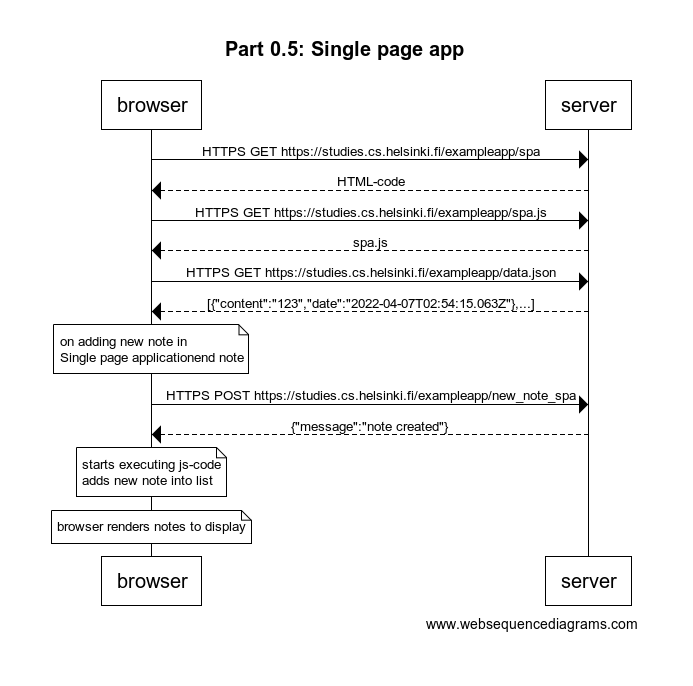 Part 0.5: Single page app
browser
server
HTTPS GET https://studies.cs.helsinki.fi/exampleapp/spa
HTML-code
HTTPS GET https://studies.cs.helsinki.fi/exampleapp/spa.js
spa.js
HTTPS GET https://studies.cs.helsinki.fi/exampleapp/data.json
[{"content":"123","date":"2022-04-07T02:54:15.063Z"},...]
on adding new note in
Single page applicationend note
HTTPS POST https://studies.cs.helsinki.fi/exampleapp/new_note_spa
{"message":"note created"}
starts executing js-code
adds new note into list
browser renders notes to display
browser
server
www.websequencediagrams.com